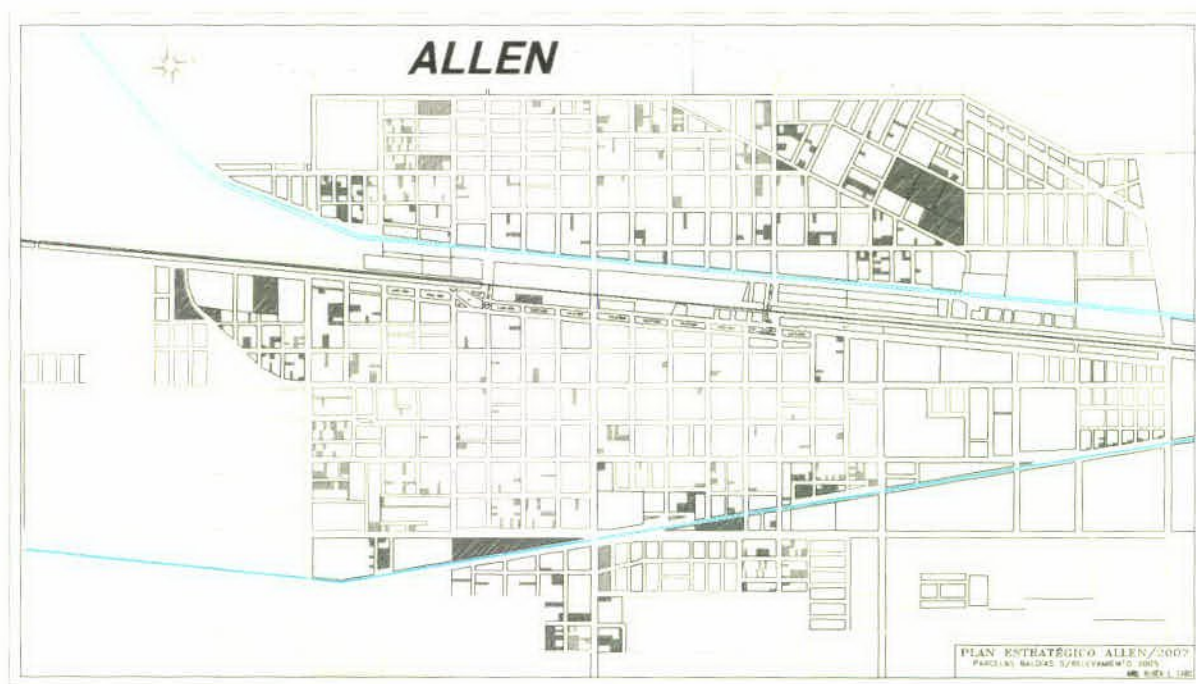 ALLEN
PLAN ESTRATÉGICO ALLEN/2007
PARCELAS BALDIAS S/RELEVAMIENTO 2005